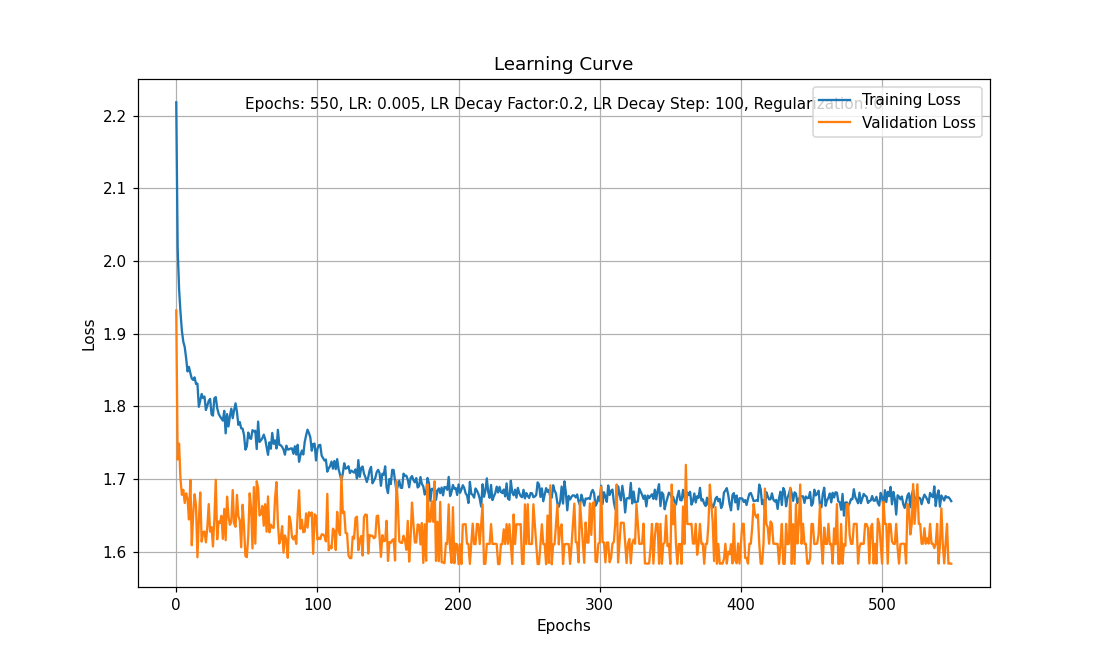 Learning Curve
Epochs: 550, LR: 0.005, LR Decay Factor:0.2, LR Decay Step: 100, Regularization: 0
Training Loss
Validation Loss
Loss
2.2
2.1
2.0
1.9
1.8
1.7
1.6
0 100 200 300 400 500
Epochs